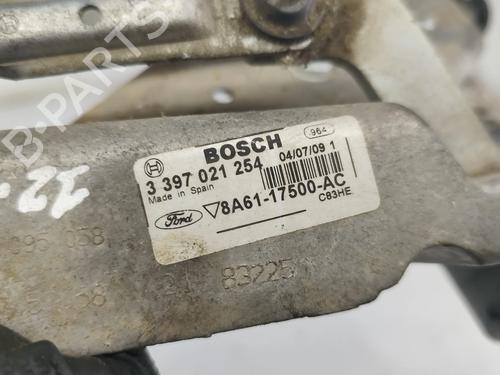 B-PARTS
964
BOSCH
3 397 021 254
04/07/09 1
Made in Spain
Ford
8A61-17500-AC
C83HE
83225